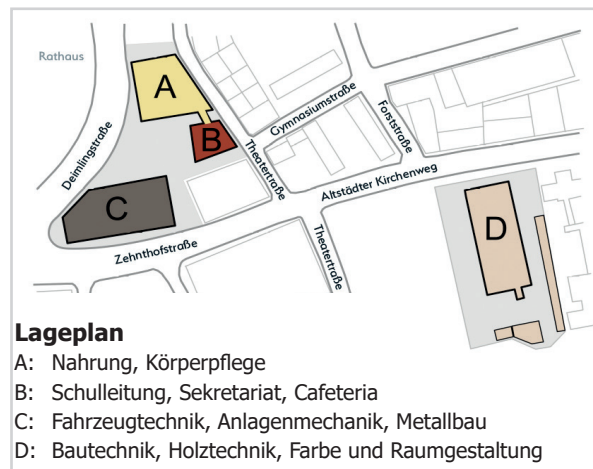 Rathaus
A
B
C
D
Deimlingstraße
Theaterstraße
Gymnasiumstraße
Forststraße
Altstädter Kirchenweg
Zehnthofstraße
Theaterstraße
Lageplan
A: Nahrung, Körperpflege
B: Schulleitung, Sekretariat, Cafeteria
C: Fahrzeugtechnik, Anlagenmechanik, Metallbau
D: Bautechnik, Holztechnik, Farbe und Raumgestaltung